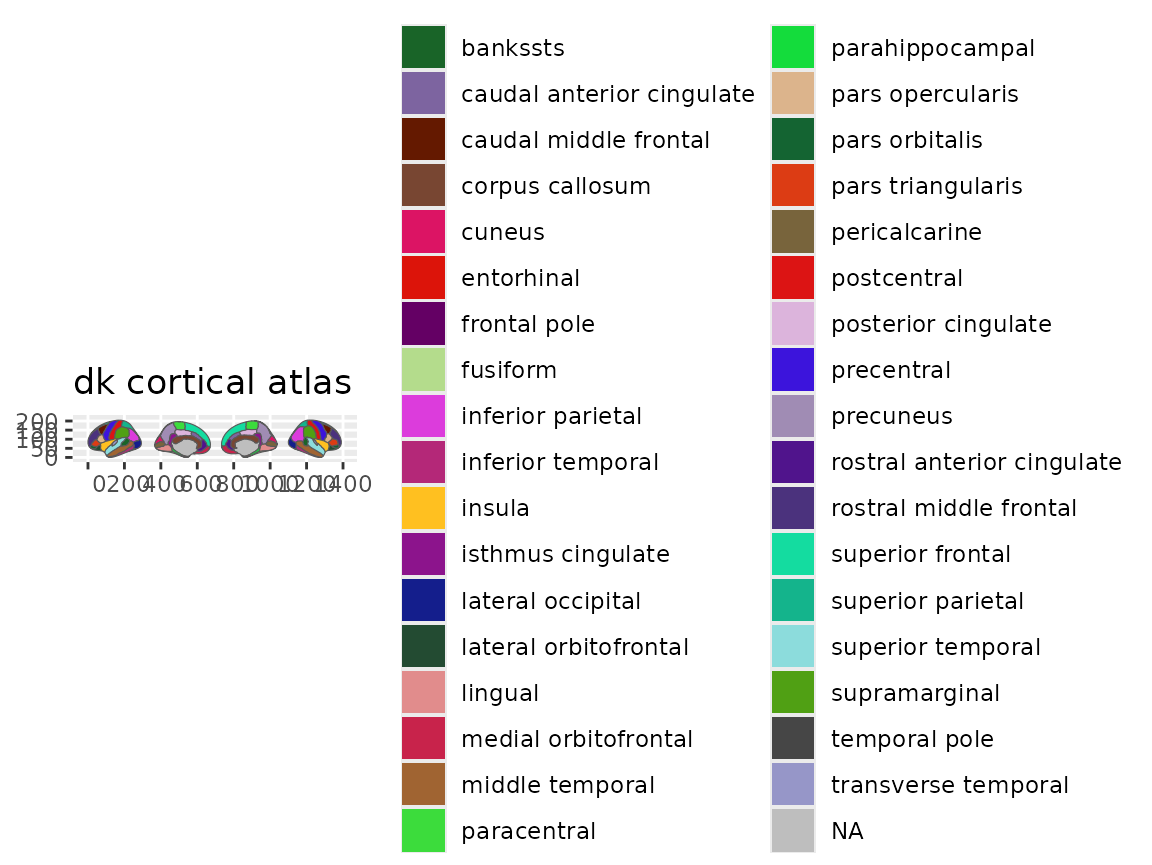 dk cortical atlas
200
150
100
50
0
0 200 400 600 800 1000 1200 1400
bankssts
caudal anterior cingulate
caudal middle frontal
corpus callosum
cuneus
entorhinal
frontal pole
fusiform
inferior parietal
inferior temporal
insula
isthmus cingulate
lateral occipital
lateral orbitofrontal
lingual
medial orbitofrontal
middle temporal
paracentral
parahippocampal
pars opercularis
pars orbitalis
pars triangularis
pericalcarine
postcentral
posterior cingulate
precentral
precuneus
rostral anterior cingulate
rostral middle frontal
superior frontal
superior parietal
superior temporal
supramarginal
temporal pole
transverse temporal
NA